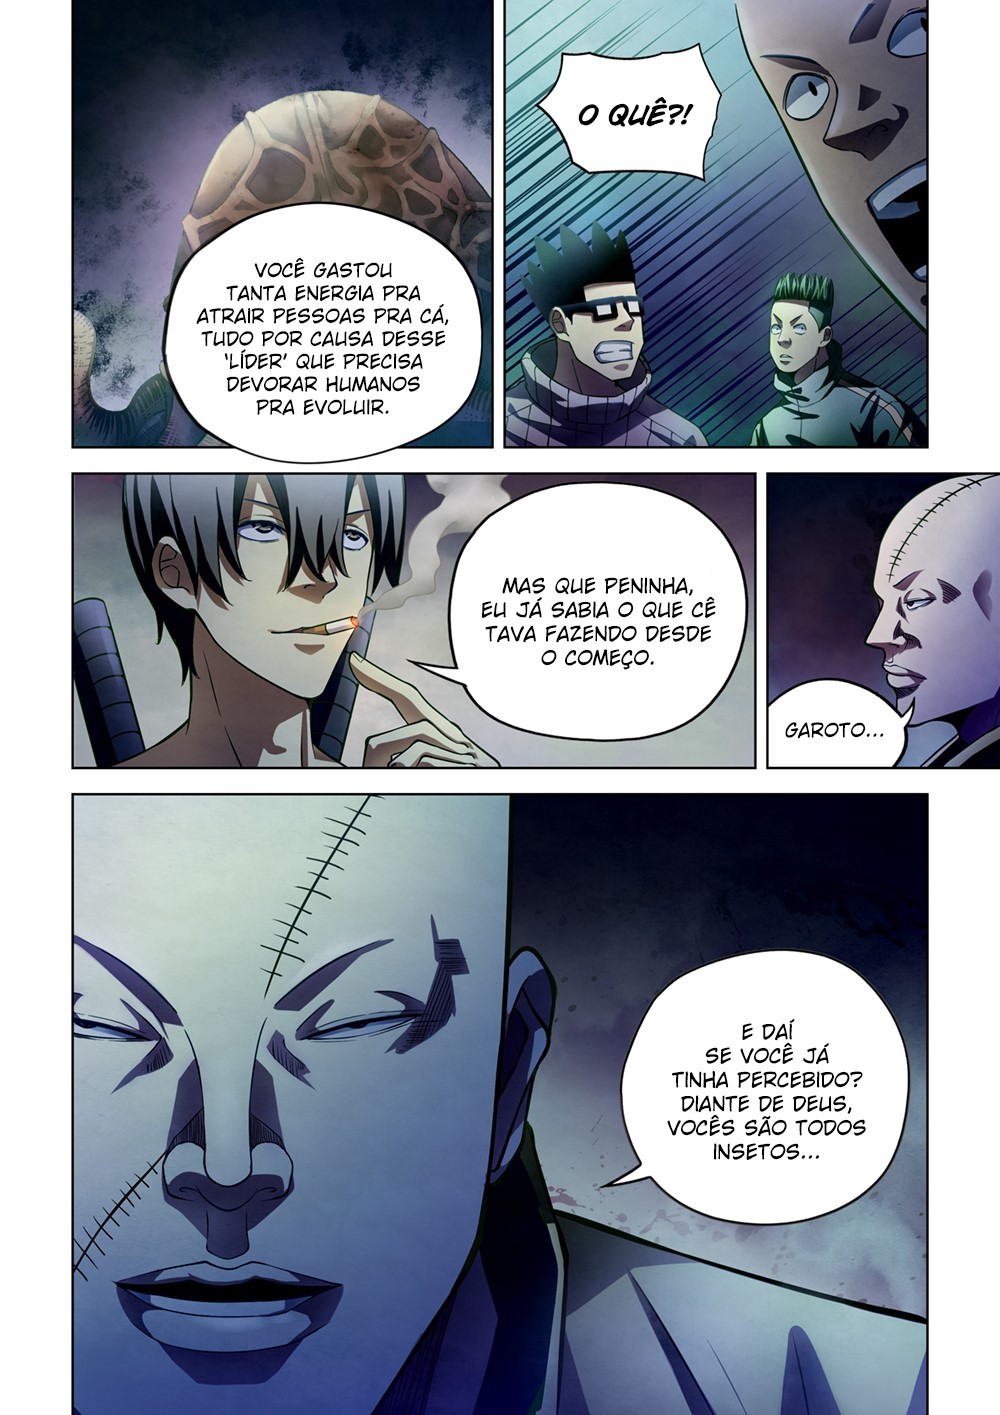 VOCÊ GASTOU
TANTA ENERGIA PRA
ATRAIR PESSOAS PRA CÁ,
TUDO POR CAUSA DESSE
‘LÍDER’ QUE PRECISA
DEVORAR HUMANOS
PRA EVOLUIR.
O QUÊ?!
MAS QUE PENINHA,
EU JÁ SABIA O QUE CÊ
TAVA FAZENDO DESDE
O COMEÇO.
GAROTO...
E DAÍ
SE VOCÊ JÁ
TINHA PERCEBIDO?
DIANTE DE DEUS,
VOCÊS SÃO TODOS
INSETOS...